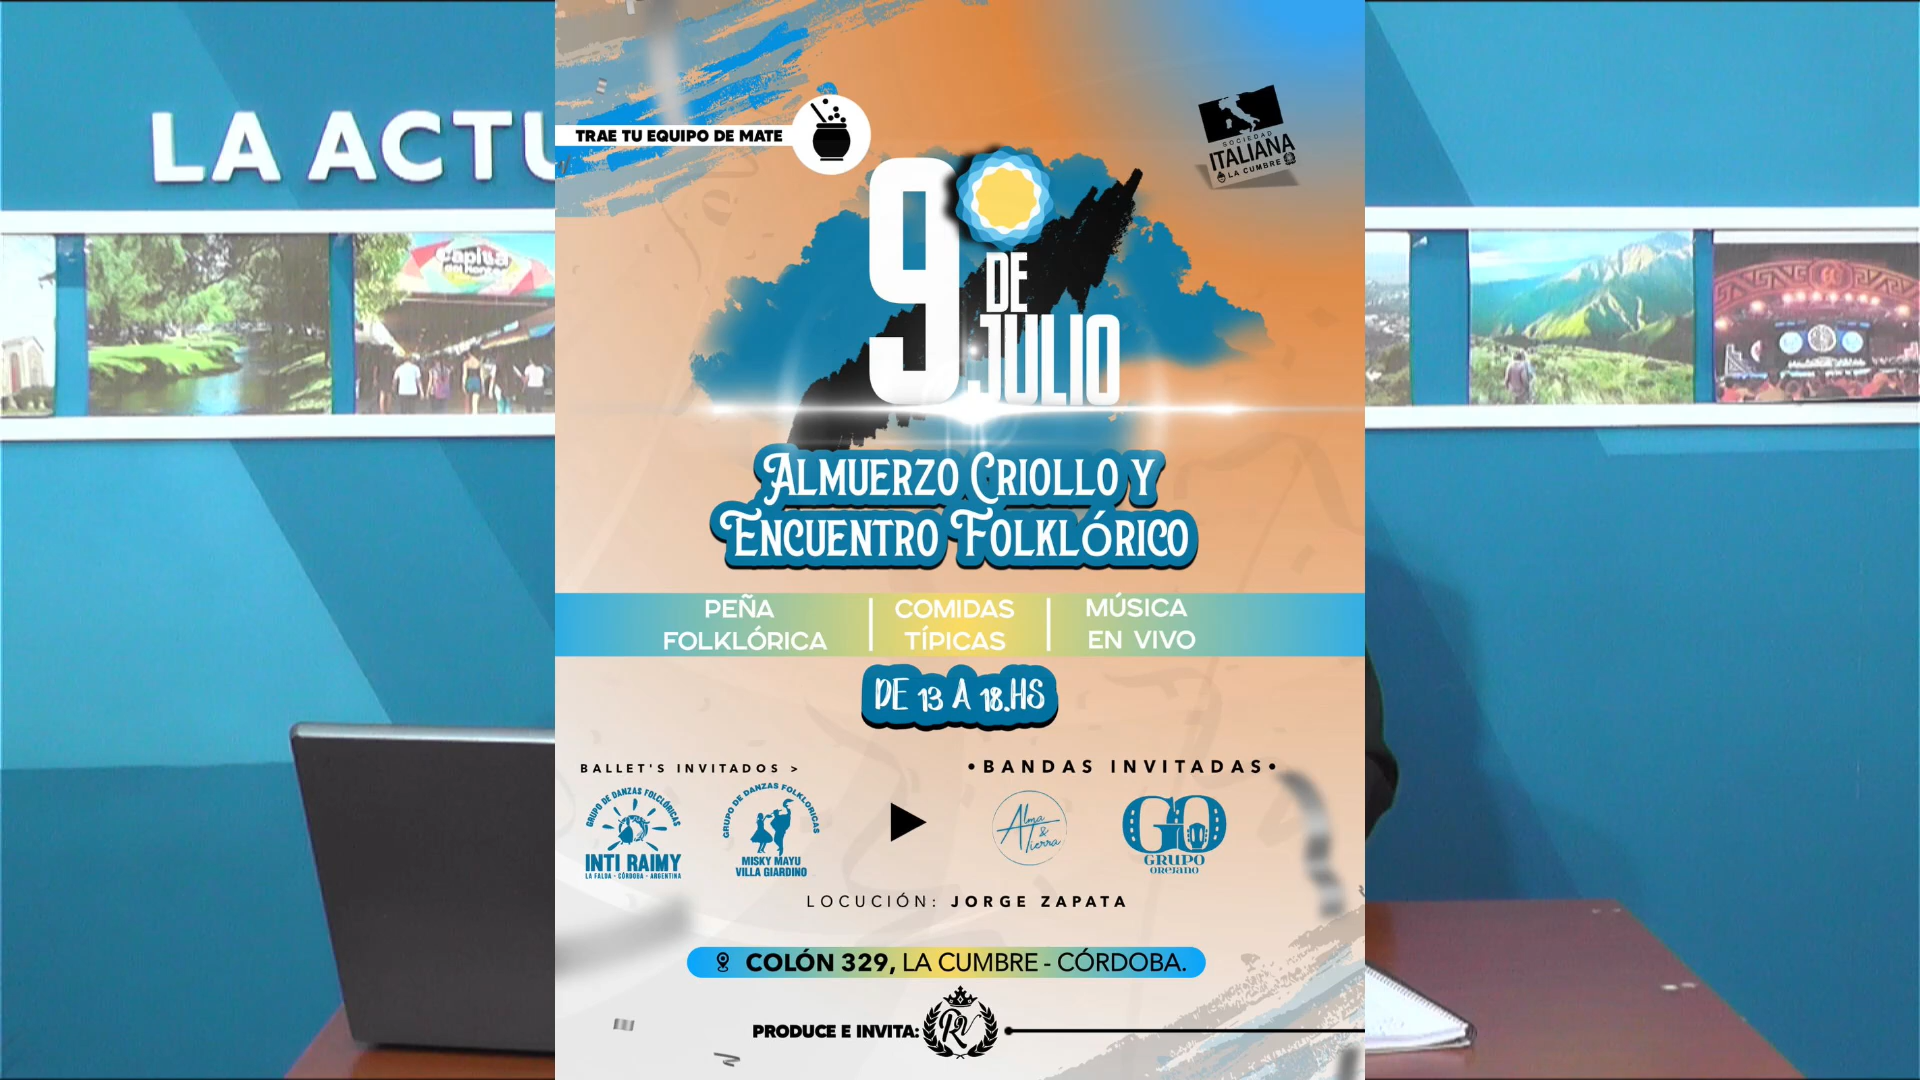 LA ACTU
Capital
TRAE TU EQUIPO DE MATE
SOCIEDAD
ITALIANA
LA CUMBRE
9
DE
JULIO
ALMUERZO CRIOLLO Y
ENCUENTRO FOLKLÓRICO
PEÑA
FOLKLÓRICA
COMIDAS
TÍPICAS
MÚSICA
EN VIVO
DE 13 A 18.HS
BALLET'S INVITADOS >
•BANDAS INVITADAS•
GRUPO DE DANZAS FOLCLÓRICAS
INTI RAIMY
LA FALDA - CÓRDOBA - ARGENTINA
GRUPO DE DANZAS FOLKLORICAS
MISKY MAYU
VILLA GIARDINO
Alma
&
Tierra
GO
GRUPO
OREJANO
LOCUCIÓN: JORGE ZAPATA
COLÓN 329, LA CUMBRE - CÓRDOBA.
PRODUCE E INVITA:
RV